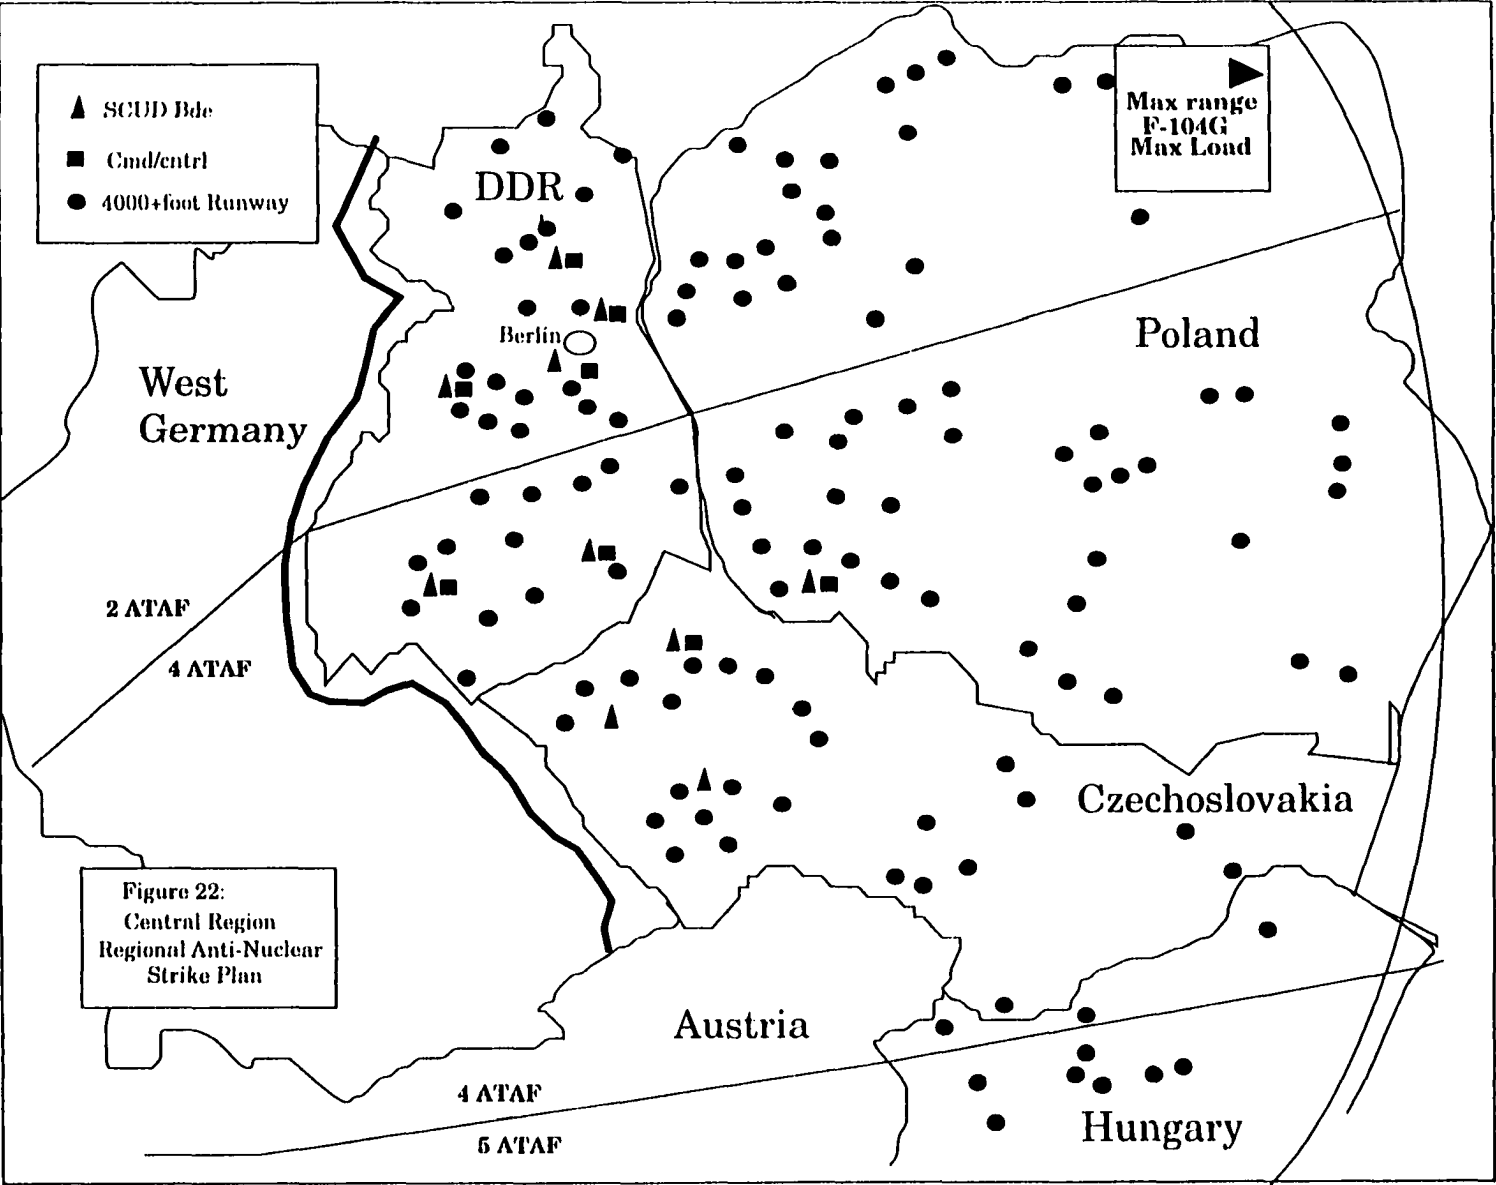 SCUD Bde
Cmd/cntrl
4000+foot Runway
DDR
Max range
F-104G
Max Load
Berlin
Poland
West
Germany
2 ATAF
4 ATAF
Czechoslovakia
Figure 22:
Central Region
Regional Anti-Nuclear
Strike Plan
Austria
4 ATAF
5 ATAF
Hungary